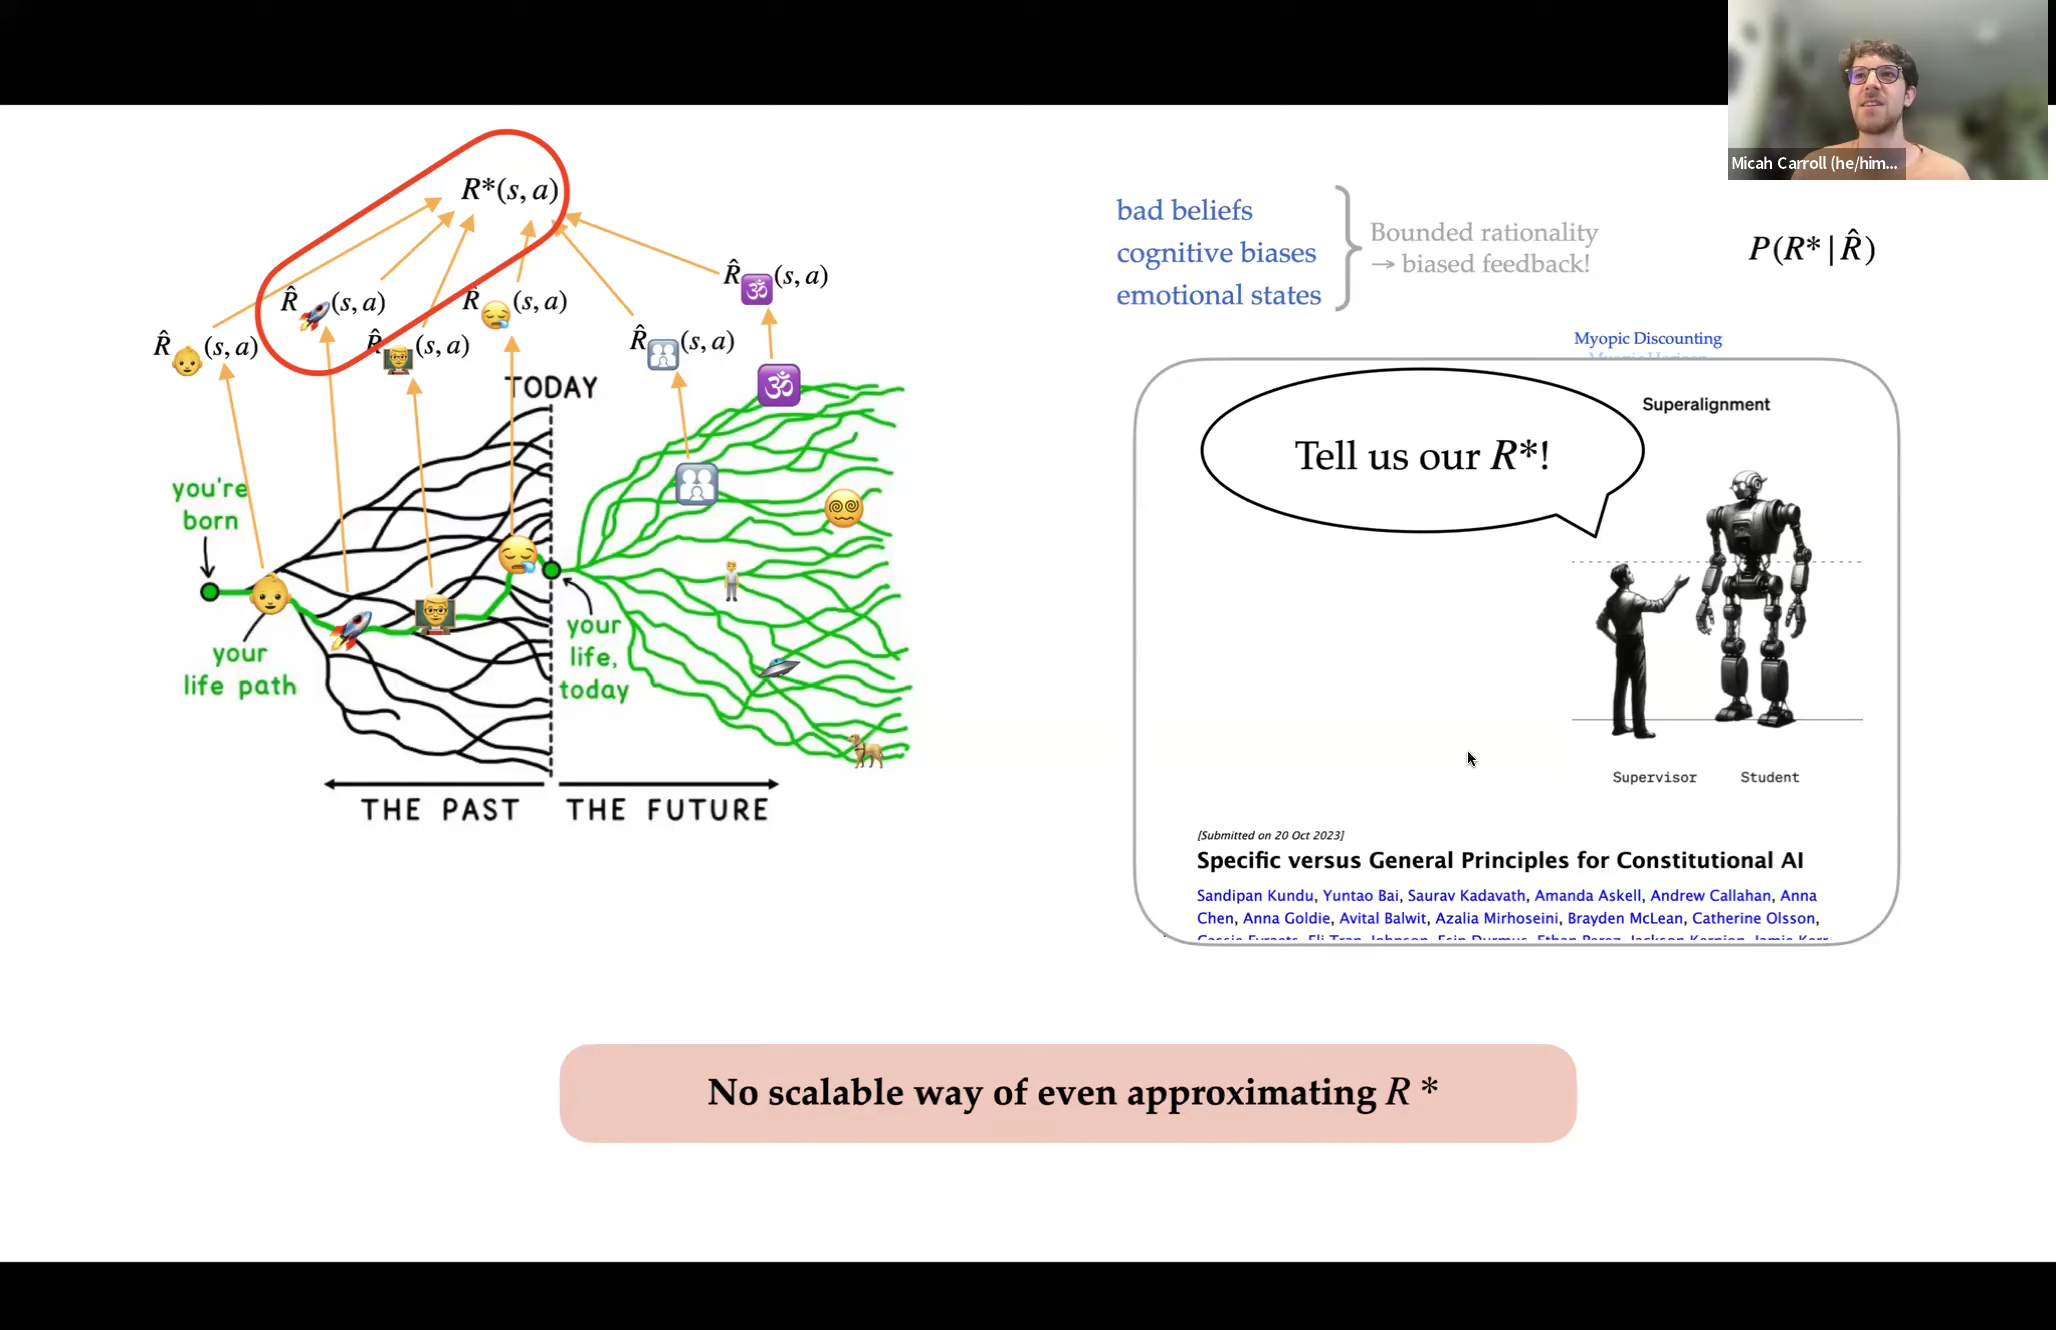 Micah Carroll (he/him...
R*(s, a)
R̂🚀(s, a)
R̂👶(s, a)
R̂👨‍🏫(s, a)
R̂😪(s, a)
R̂(s, a)
R̂🕉(s, a)
TODAY
you're
born
your
life path
your
life,
today
THE PAST
THE FUTURE
bad beliefs
cognitive biases
emotional states
Bounded rationality
→ biased feedback!
P(R* | R̂)
Myopic Discounting
Tell us our R*!
Superalignment
Supervisor
Student
[Submitted on 20 Oct 2023]
Specific versus General Principles for Constitutional AI
Sandipan Kundu, Yuntao Bai, Saurav Kadavath, Amanda Askell, Andrew Callahan, Anna
Chen, Anna Goldie, Avital Balwit, Azalia Mirhoseini, Brayden McLean, Catherine Olsson,
No scalable way of even approximating R *